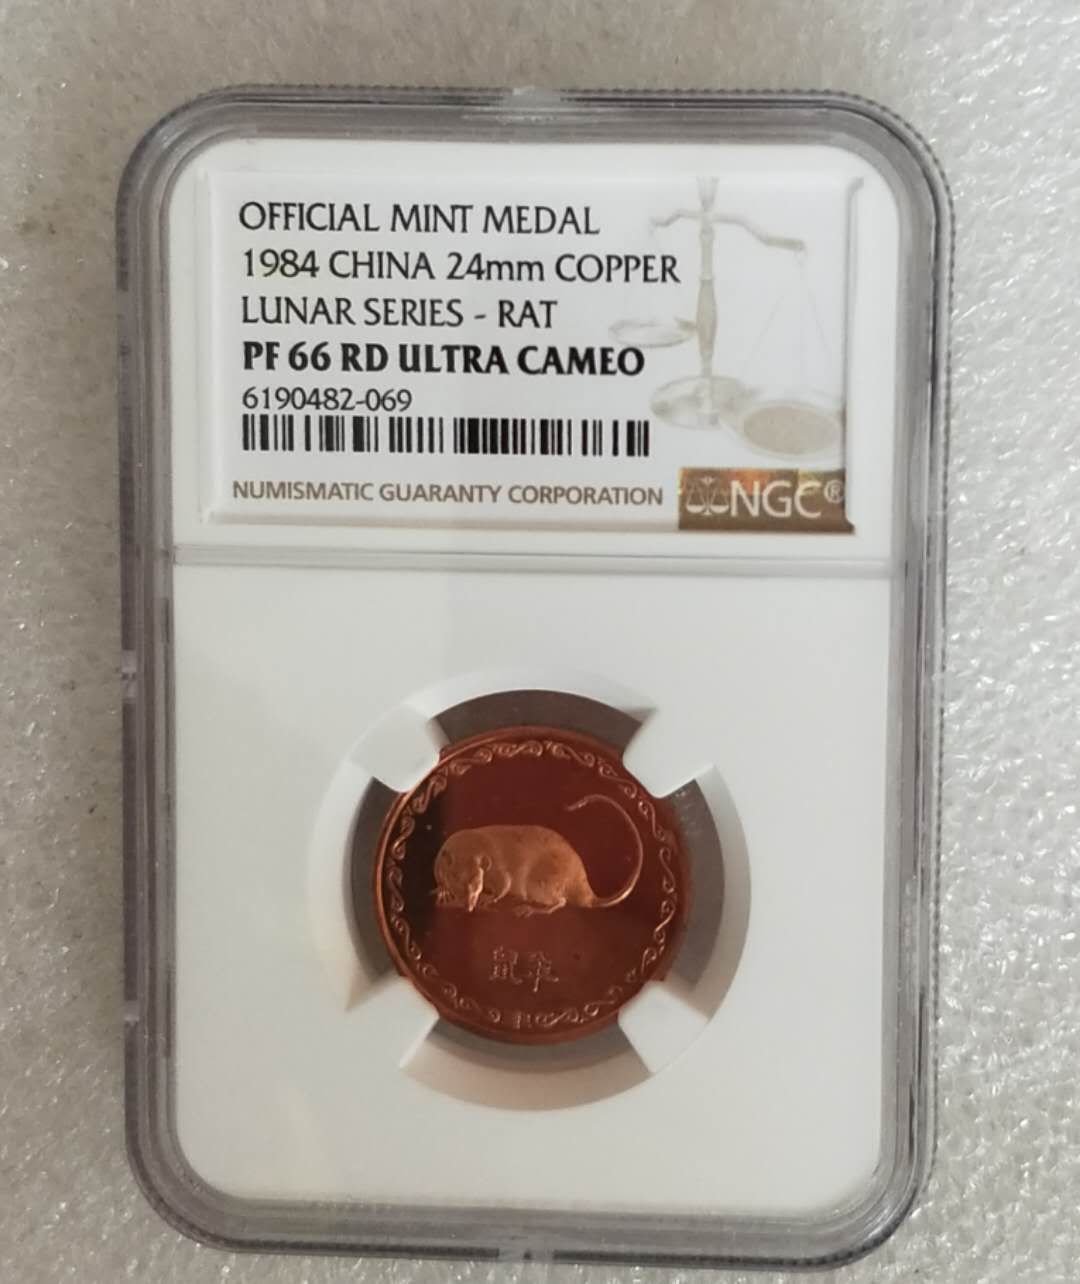 OFFICIAL MINT MEDAL
1984 CHINA 24mm COPPER
LUNAR SERIES - RAT
PF 66 RD ULTRA CAMEO
6190482-069
NUMISMATIC GUARANTY CORPORATION
NGC®
鼠年